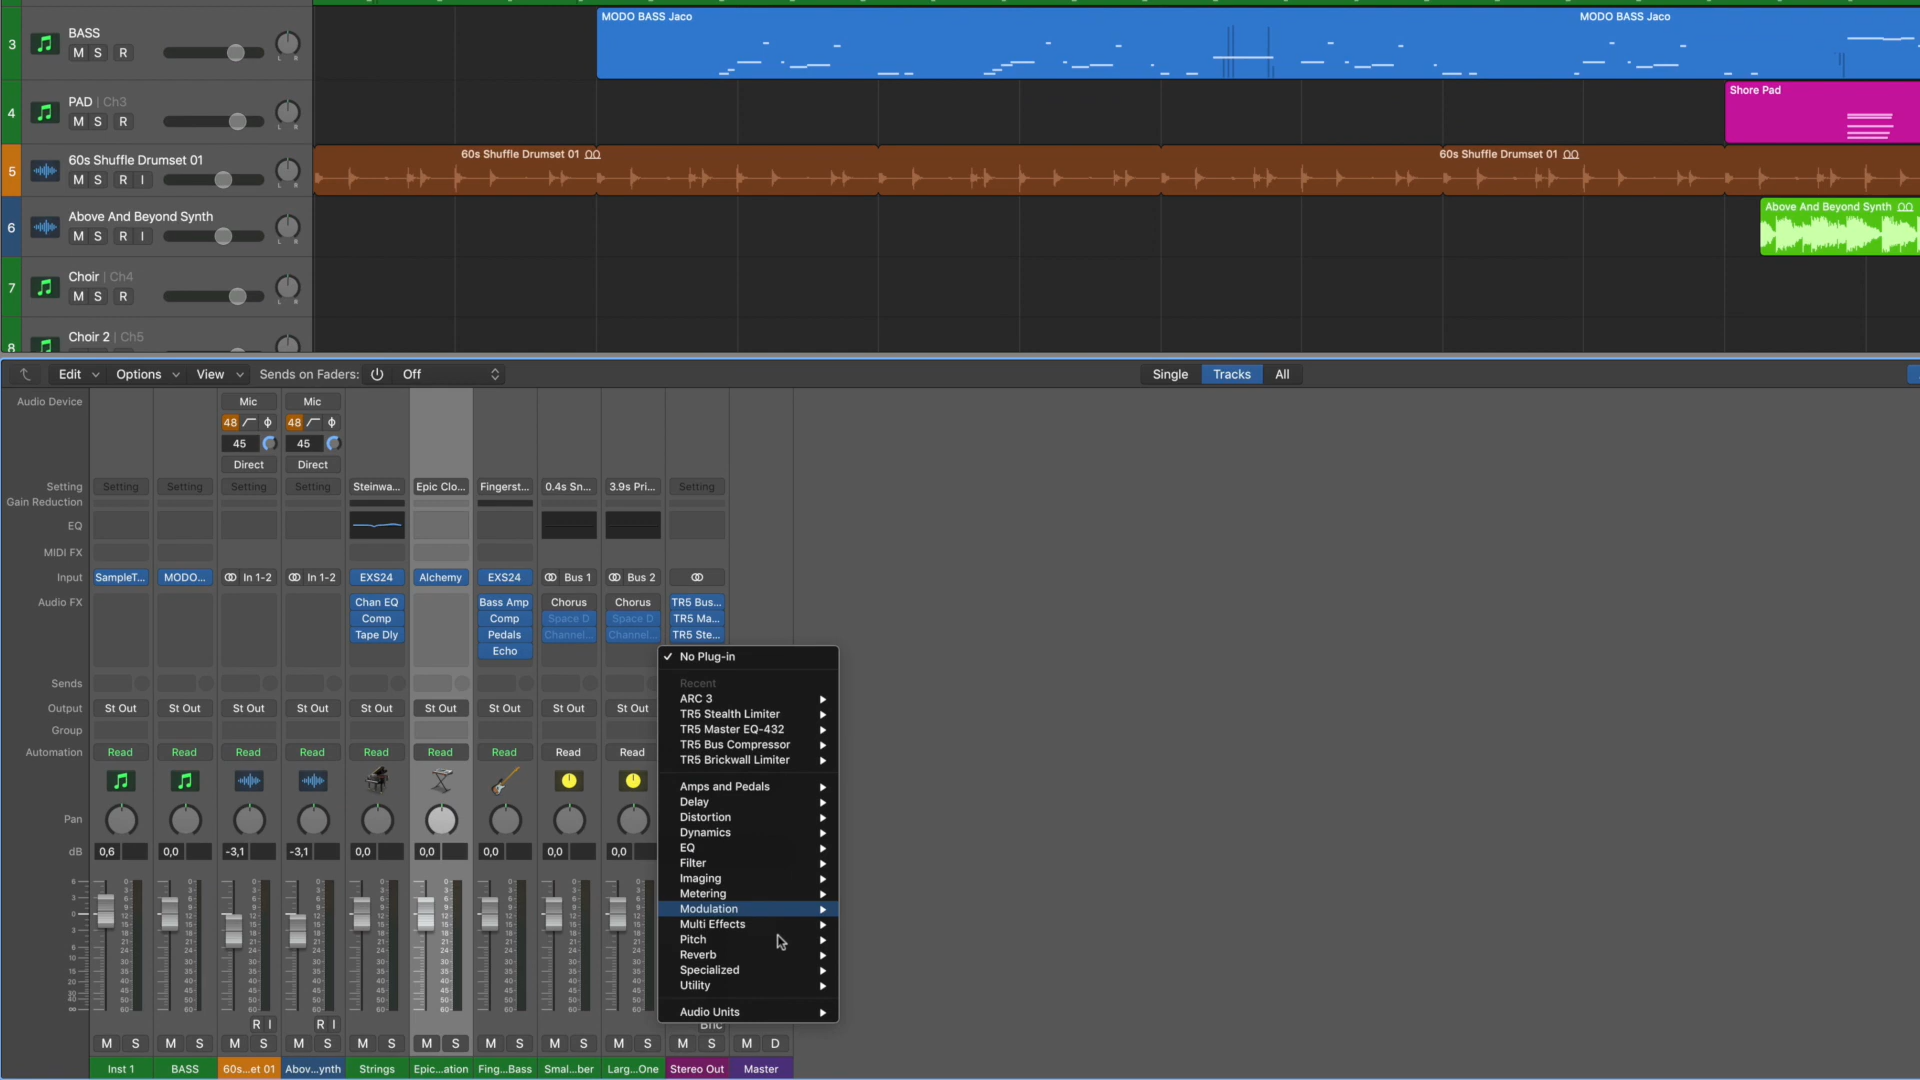 3
BASS
M S R
MODO BASS Jaco
MODO BASS Jaco
4
PAD | Ch3
M S R
Shore Pad
5
60s Shuffle Drumset 01
M S R I
60s Shuffle Drumset 01
60s Shuffle Drumset 01
6
Above And Beyond Synth
M S R I
Above And Beyond Synth
7
Choir | Ch4
M S R
8
Choir 2 | Ch5
Edit Options View Sends on Faders: Off Single Tracks All
Audio Device Mic Mic
48 48
45 45
Direct Direct
Setting Setting Setting Setting Setting Steinwa... Epic Clo... Fingerst... 0.4s Sn... 3.9s Pri... Setting
Gain Reduction
EQ
MIDI FX
Input SampleT... MODO... In 1-2 In 1-2 EXS24 Alchemy EXS24 Bus 1 Bus 2
Audio FX Chan EQ Bass Amp Chorus Chorus TR5 Bus...
Comp Comp Space D Space D TR5 Ma...
Tape Dly Pedals Channel... Channel... TR5 Ste...
Echo
No Plug-in
Recent
ARC 3
TR5 Stealth Limiter
TR5 Master EQ-432
TR5 Bus Compressor
TR5 Brickwall Limiter
Amps and Pedals
Delay
Distortion
Dynamics
EQ
Filter
Imaging
Metering
Modulation
Multi Effects
Pitch
Reverb
Specialized
Utility
Audio Units
Sends
Output St Out St Out St Out St Out St Out St Out St Out St Out St Out
Group
Automation Read Read Read Read Read Read Read Read Read
Pan
dB 0,6 0,0 -3,1 -3,1 0,0 0,0 0,0 0,0 0,0
R I R I
M S M S M S M S M S M S M S M S M S M S M D
Inst 1 BASS 60s...et 01 Abov...ynth Strings Epic...ation Fing...Bass Smal...ber Larg...One Stereo Out Master